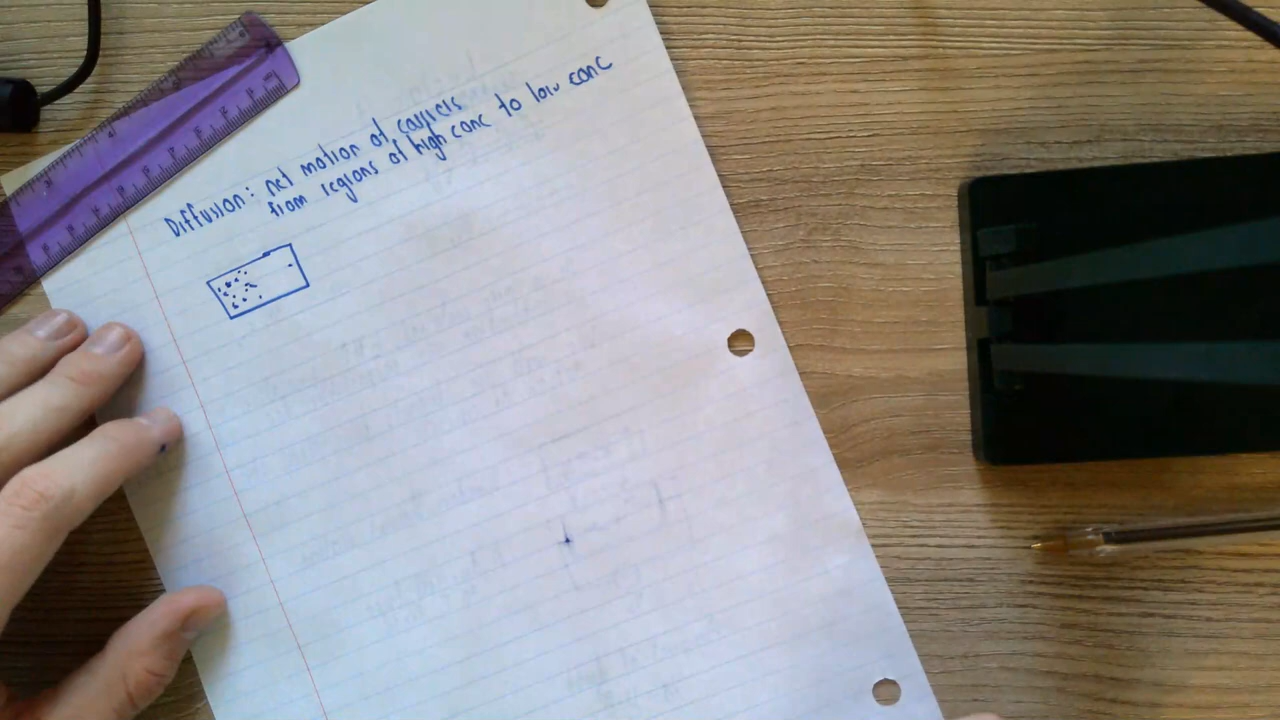 Diffusion: net motion of carriers
from regions of high conc to low conc